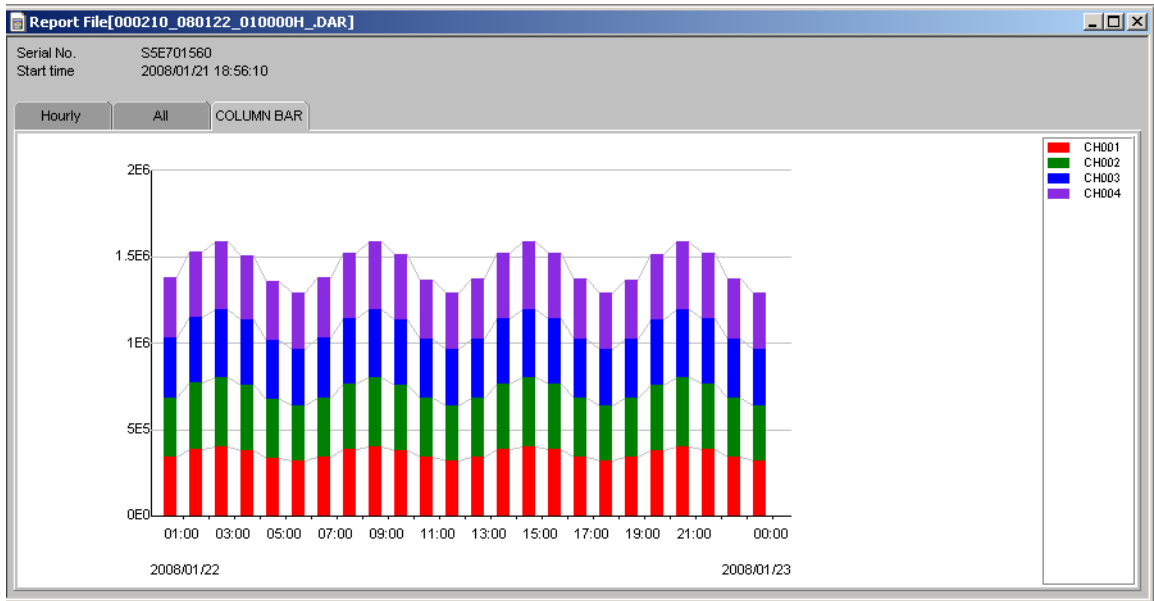 Report File[000210_080122_010000H_.DAR]
Serial No. S5E701560
Start time 2008/01/21 18:56:10
Hourly All COLUMN BAR
CH001
CH002
CH003
CH004
2E6
1.5E6
1E6
5E5
0E0
01:00 03:00 05:00 07:00 09:00 11:00 13:00 15:00 17:00 19:00 21:00 00:00
2008/01/22 2008/01/23